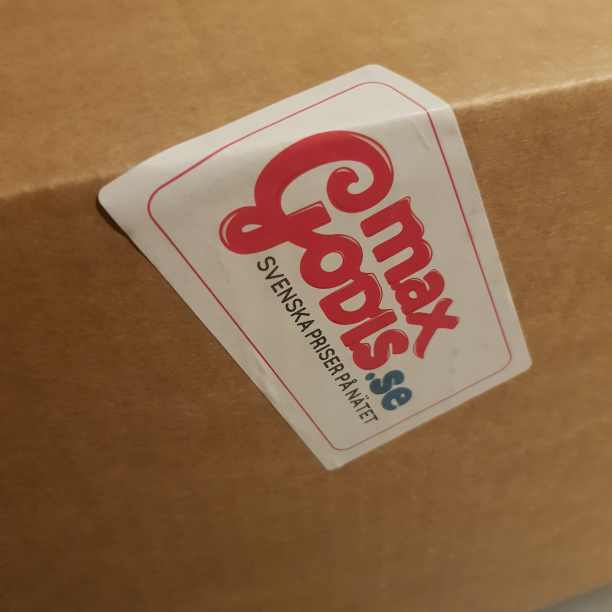 max
GODIS.se
SVENSKA PRISER PÅ NÄTET